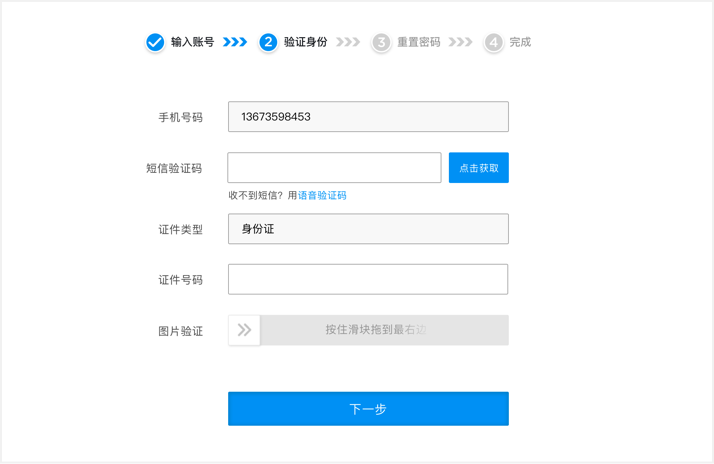 输入账号 2 验证身份 3 重置密码 4 完成
手机号码 13673598453
短信验证码 点击获取
收不到短信？用语音验证码
证件类型 身份证
证件号码
图片验证 按住滑块拖到最右边
下一步